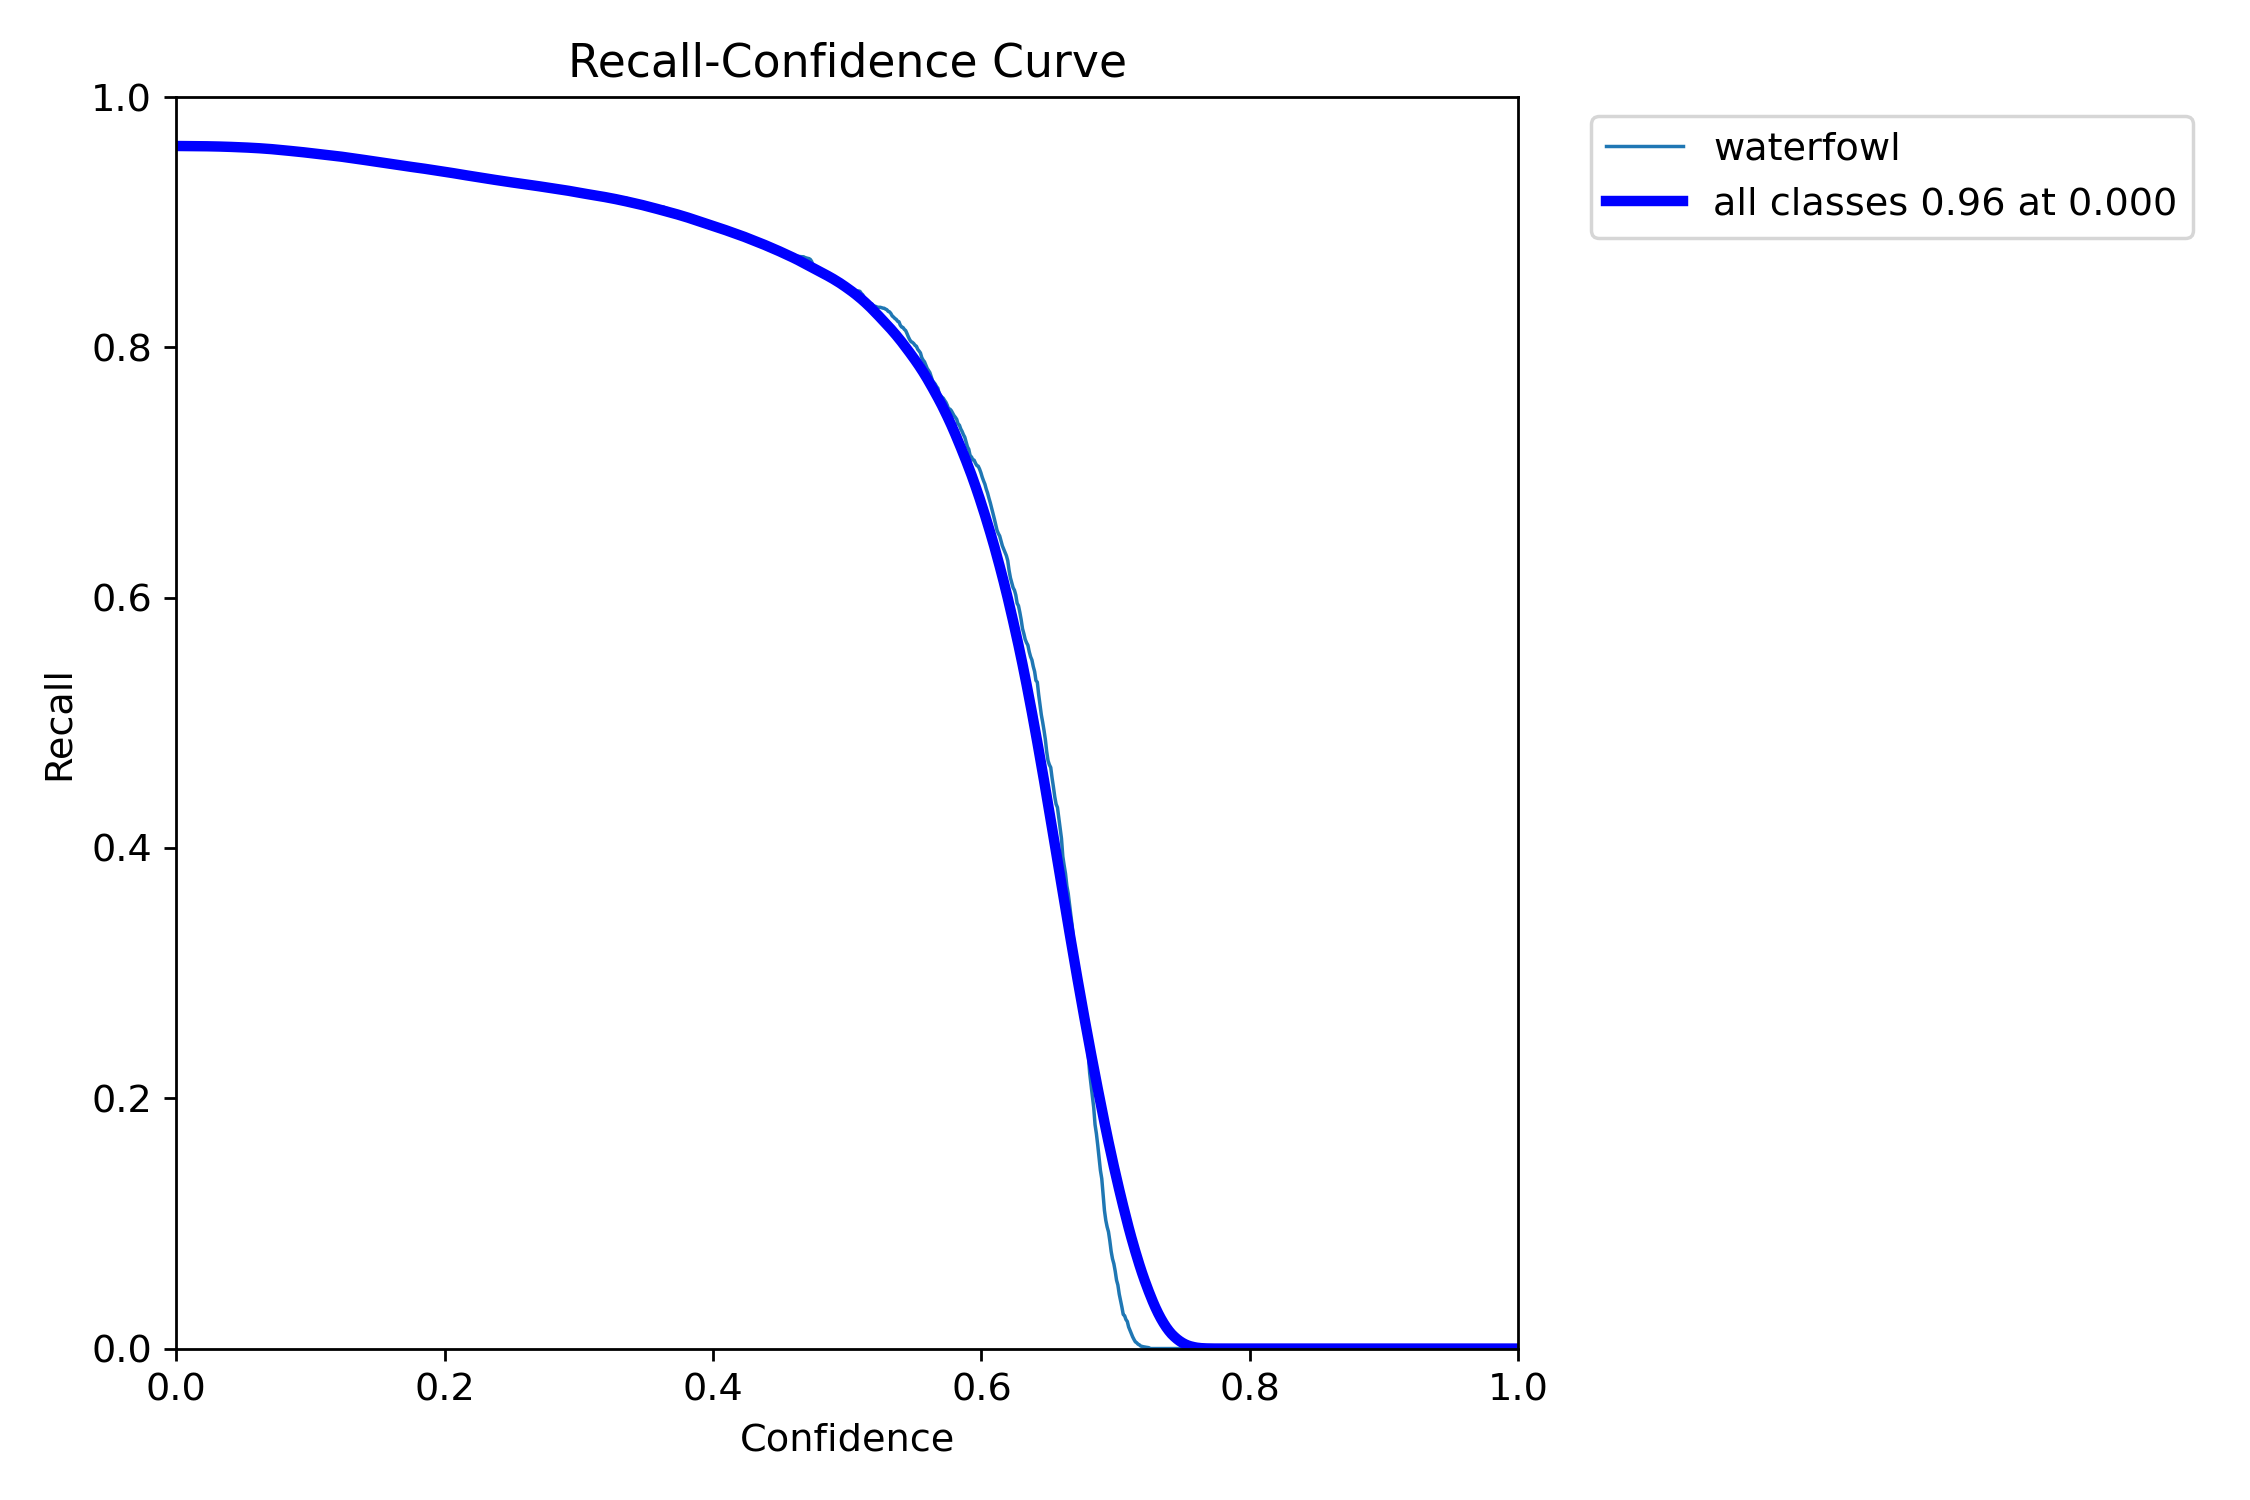 Recall-Confidence Curve
waterfowl
all classes 0.96 at 0.000
Recall
1.0
0.8
0.6
0.4
0.2
0.0
0.0 0.2 0.4 0.6 0.8 1.0
Confidence